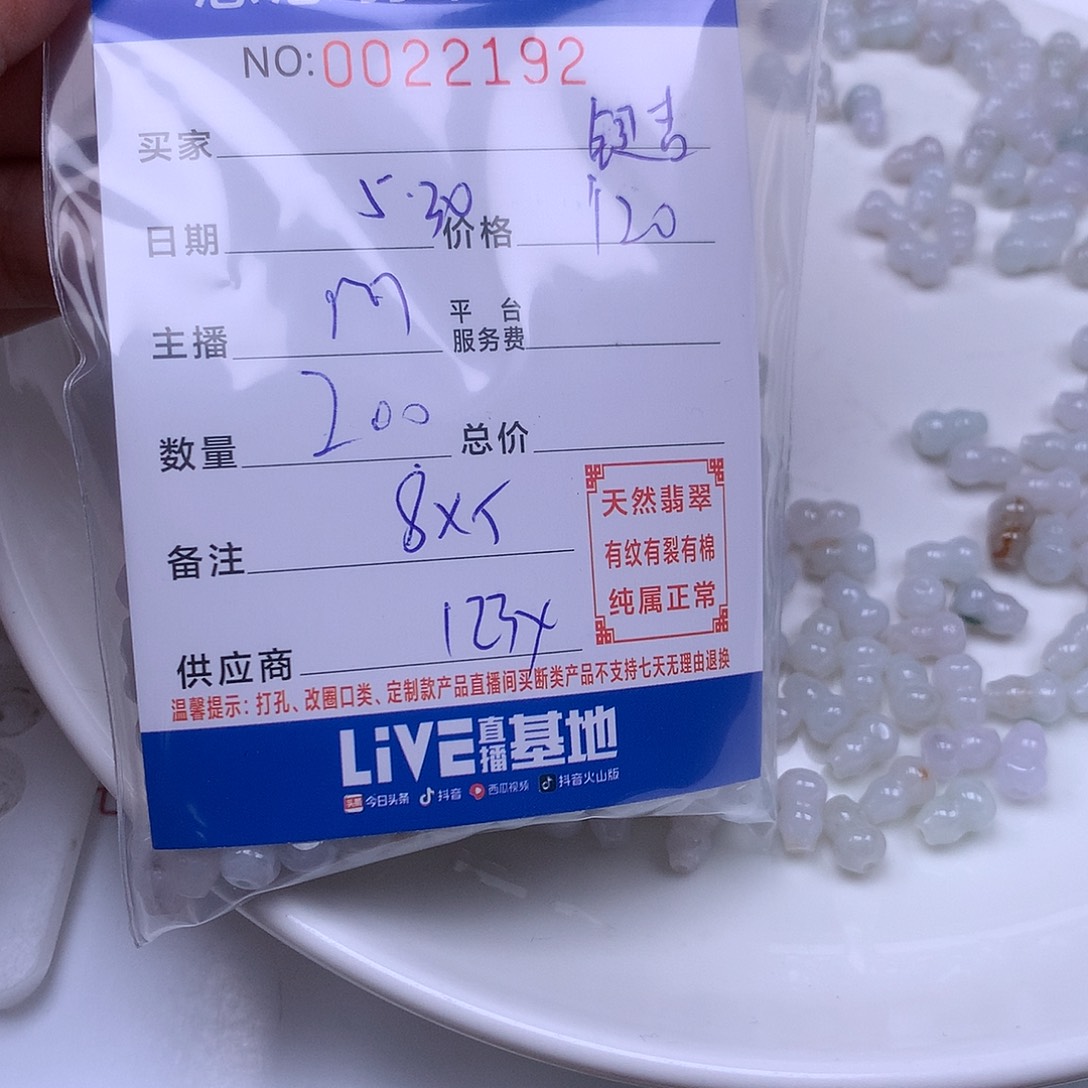 NO:0022192
买家
日期 5.30 价格 120
主播 M 平台服务费
数量 200 总价
备注 8x5
供应商 123y
天然翡翠
有纹有裂有棉
纯属正常
温馨提示：打孔、改圈口类、定制款产品直播间买断类产品不支持七天无理由退换
LiVE直播基地
头条 今日头条 抖音 西瓜视频 抖音火山版